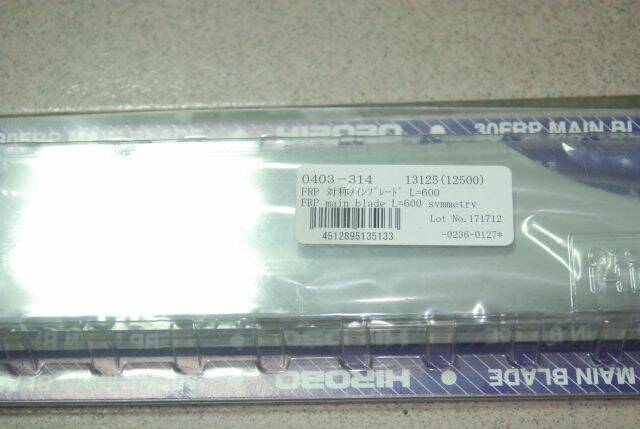 HIROBO
30FRP MAIN BL
0403-314 13125(12500)
FRP 対称ﾒｲﾝﾌﾞﾚｰﾄﾞ L=600
FRP main blade L=600 symmetry
Lot No.171712
4512895135133
-0236-0127*
HIROBO
MAIN BLADE